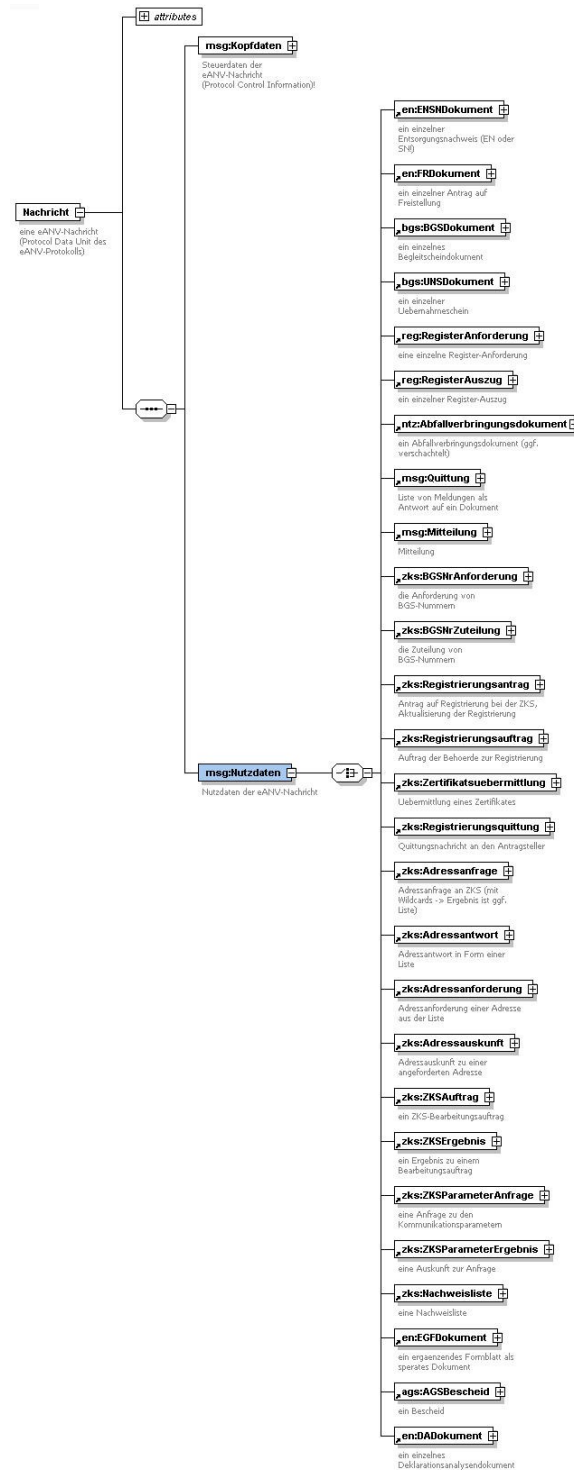 attributes
msg:Kopfdaten
Steuerdaten der
eANV-Nachricht
(Protocol Control Information)!
Nachricht
eine eANV-Nachricht
(Protocol Data Unit des
eANV-Protokolls)
msg:Nutzdaten
Nutzdaten der eANV-Nachricht
en:ENSNDokument
ein einzelner
Entsorgungsnachweis (EN oder
SN!)
en:FRDokument
ein einzelner Antrag auf
Freistellung
bgs:BGSDokument
ein einzelnes
Begleitscheindokument
bgs:UNSDokument
ein einzelner
Uebernahmeschein
reg:RegisterAnforderung
eine einzelne Register-Anforderung
reg:RegisterAuszug
ein einzelner Register-Auszug
ntz:Abfallverbringungsdokument
ein Abfallverbringungsdokument (ggf.
verschachtelt)
msg:Quittung
Liste von Meldungen als
Antwort auf ein Dokument
msg:Mitteilung
Mitteilung
zks:BGSNrAnforderung
die Anforderung von
BGS-Nummern
zks:BGSNrZuteilung
die Zuteilung von
BGS-Nummern
zks:Registrierungsantrag
Antrag auf Registrierung bei der ZKS,
Aktualisierung der Registrierung
zks:Registrierungsauftrag
Auftrag der Behoerde zur Registrierung
zks:Zertifikatsuebermittlung
Uebermittlung eines Zertifikates
zks:Registrierungsquittung
Quittungsnachricht an den Antragsteller
zks:Adressanfrage
Adressanfrage an ZKS (mit
Wildcards -> Ergebnis ist ggf.
Liste)
zks:Adressantwort
Adressantwort in Form einer
Liste
zks:Adressanforderung
Adressanforderung einer Adresse
aus der Liste
zks:Adressauskunft
Adressauskunft zu einer
angeforderten Adresse
zks:ZKSAuftrag
ein ZKS-Bearbeitungsauftrag
zks:ZKSErgebnis
ein Ergebnis zu einem
Bearbeitungsauftrag
zks:ZKSParameterAnfrage
eine Anfrage zu den
Kommunikationsparametern
zks:ZKSParameterErgebnis
eine Auskunft zur Anfrage
zks:Nachweisliste
eine Nachweisliste
en:EGFDokument
ein ergaenzendes Formblatt als
sperates Dokument
ags:AGSBescheid
ein Bescheid
en:DADokument
ein einzelnes
Deklarationsanalysendokument